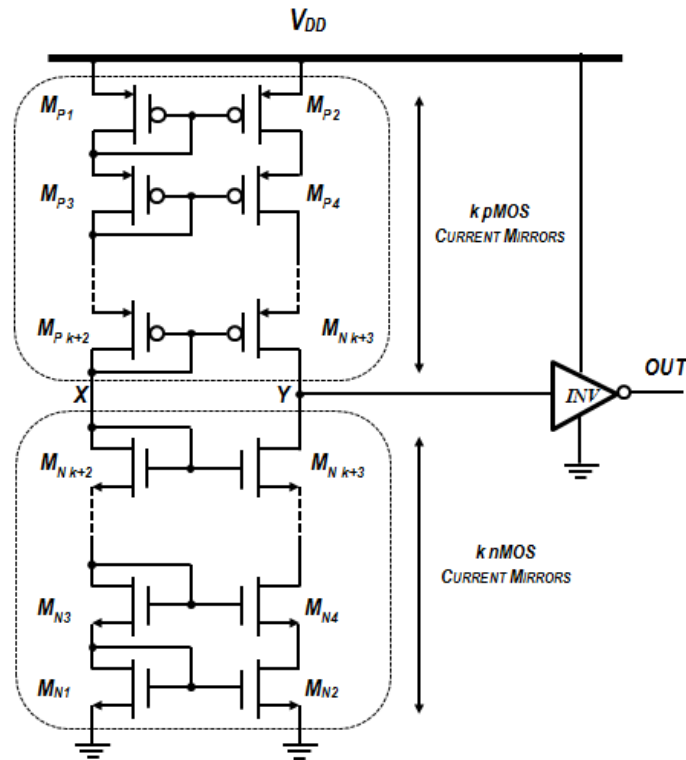 VDD
MP1
MP2
MP3
MP4
k pMOS
CURRENT MIRRORS
MP k+2
MN k+3
X
Y
INV
OUT
MN k+2
MN k+3
k nMOS
CURRENT MIRRORS
MN3
MN4
MN1
MN2